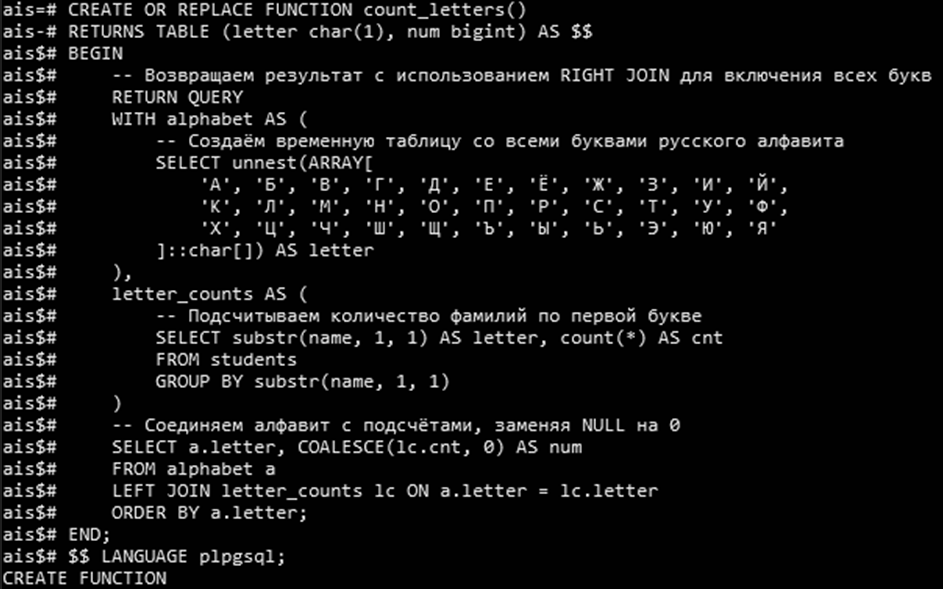 ais=# CREATE OR REPLACE FUNCTION count_letters()
ais-# RETURNS TABLE (letter char(1), num bigint) AS $$
ais$# BEGIN
ais$#     -- Возвращаем результат с использованием RIGHT JOIN для включения всех букв
ais$#     RETURN QUERY
ais$#     WITH alphabet AS (
ais$#         -- Создаём временную таблицу со всеми буквами русского алфавита
ais$#         SELECT unnest(ARRAY[
ais$#             'А', 'Б', 'В', 'Г', 'Д', 'Е', 'Ё', 'Ж', 'З', 'И', 'Й',
ais$#             'К', 'Л', 'М', 'Н', 'О', 'П', 'Р', 'С', 'Т', 'У', 'Ф',
ais$#             'Х', 'Ц', 'Ч', 'Ш', 'Щ', 'Ъ', 'Ы', 'Ь', 'Э', 'Ю', 'Я'
ais$#         ]::char[]) AS letter
ais$#     ),
ais$#     letter_counts AS (
ais$#         -- Подсчитываем количество фамилий по первой букве
ais$#         SELECT substr(name, 1, 1) AS letter, count(*) AS cnt
ais$#         FROM students
ais$#         GROUP BY substr(name, 1, 1)
ais$#     )
ais$#     -- Соединяем алфавит с подсчётами, заменяя NULL на 0
ais$#     SELECT a.letter, COALESCE(lc.cnt, 0) AS num
ais$#     FROM alphabet a
ais$#     LEFT JOIN letter_counts lc ON a.letter = lc.letter
ais$#     ORDER BY a.letter;
ais$# END;
ais$# $$ LANGUAGE plpgsql;
CREATE FUNCTION